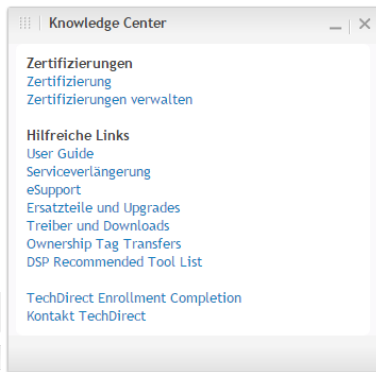 Knowledge Center
Zertifizierungen
Zertifizierung
Zertifizierungen verwalten
Hilfreiche Links
User Guide
Serviceverlängerung
eSupport
Ersatzteile und Upgrades
Treiber und Downloads
Ownership Tag Transfers
DSP Recommended Tool List
TechDirect Enrollment Completion
Kontakt TechDirect